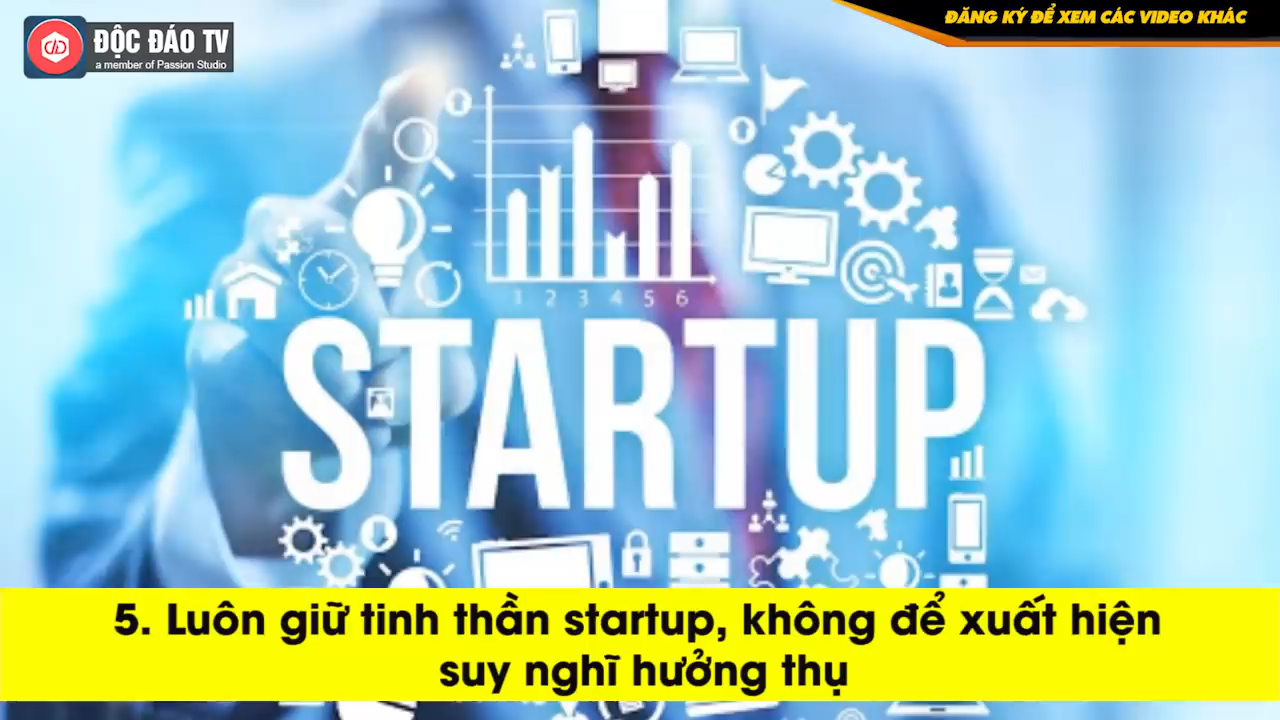 ĐỘC ĐÁO TV
a member of Passion Studio
ĐĂNG KÝ ĐỂ XEM CÁC VIDEO KHÁC
1 2 3 4 5 6
STARTUP
5. Luôn giữ tinh thần startup, không để xuất hiện
suy nghĩ hưởng thụ